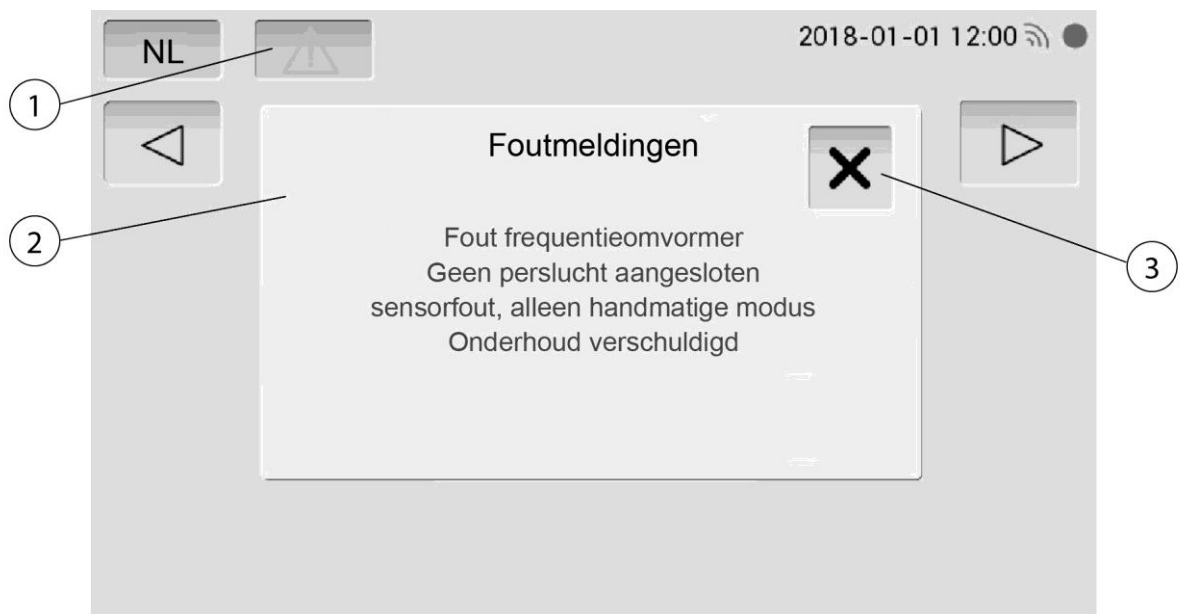 NL
2018-01-01 12:00
1
Foutmeldingen
2
Fout frequentieomvormer
Geen perslucht aangesloten
3
sensorfout, alleen handmatige modus
Onderhoud verschuldigd